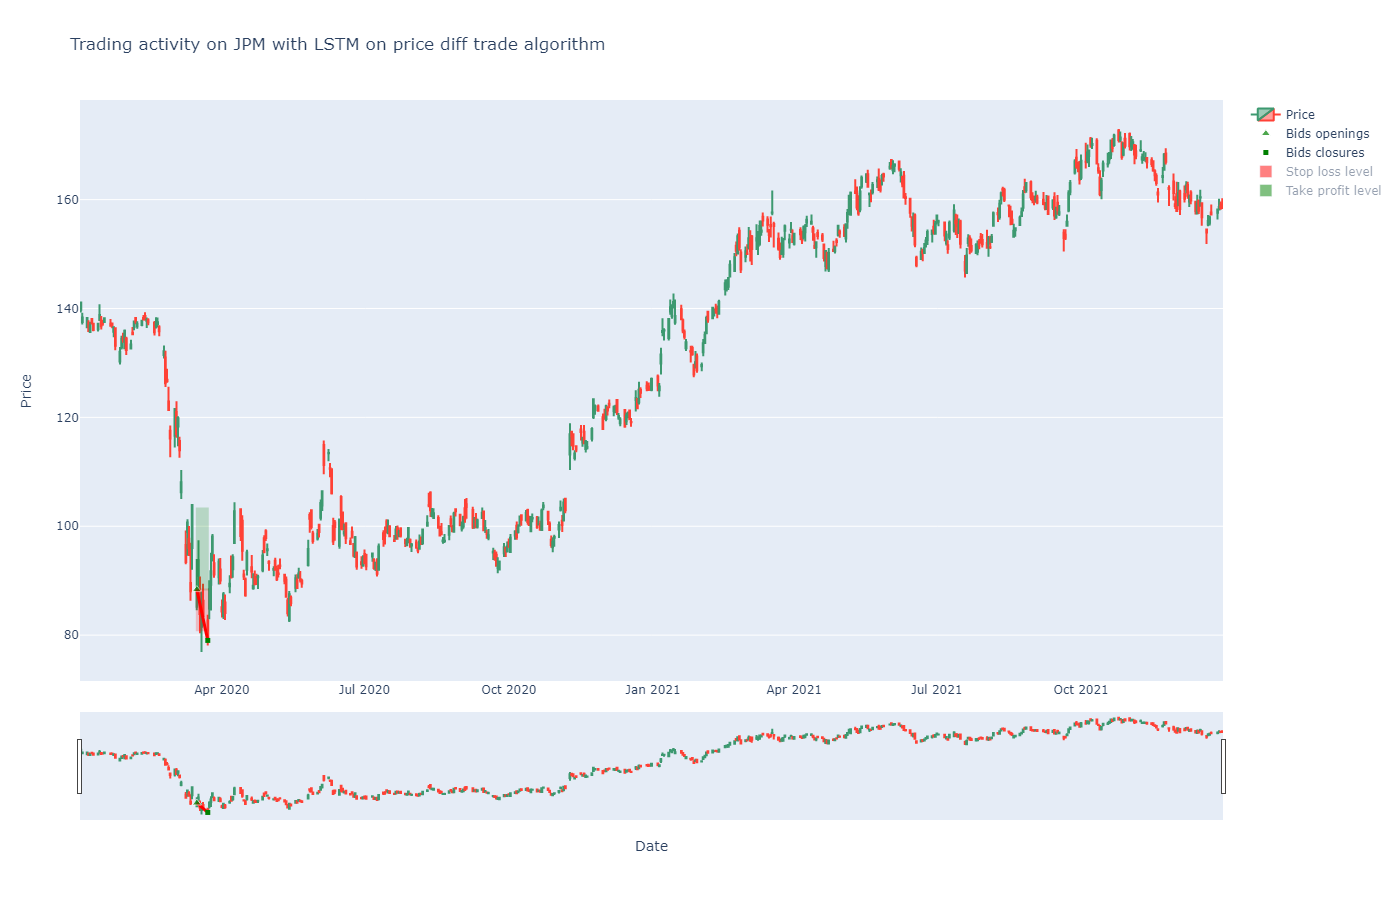 Trading activity on JPM with LSTM on price diff trade algorithm
Price
Bids openings
Bids closures
Stop loss level
Take profit level
160
140
120
100
80
Price
Apr 2020
Jul 2020
Oct 2020
Jan 2021
Apr 2021
Jul 2021
Oct 2021
Date